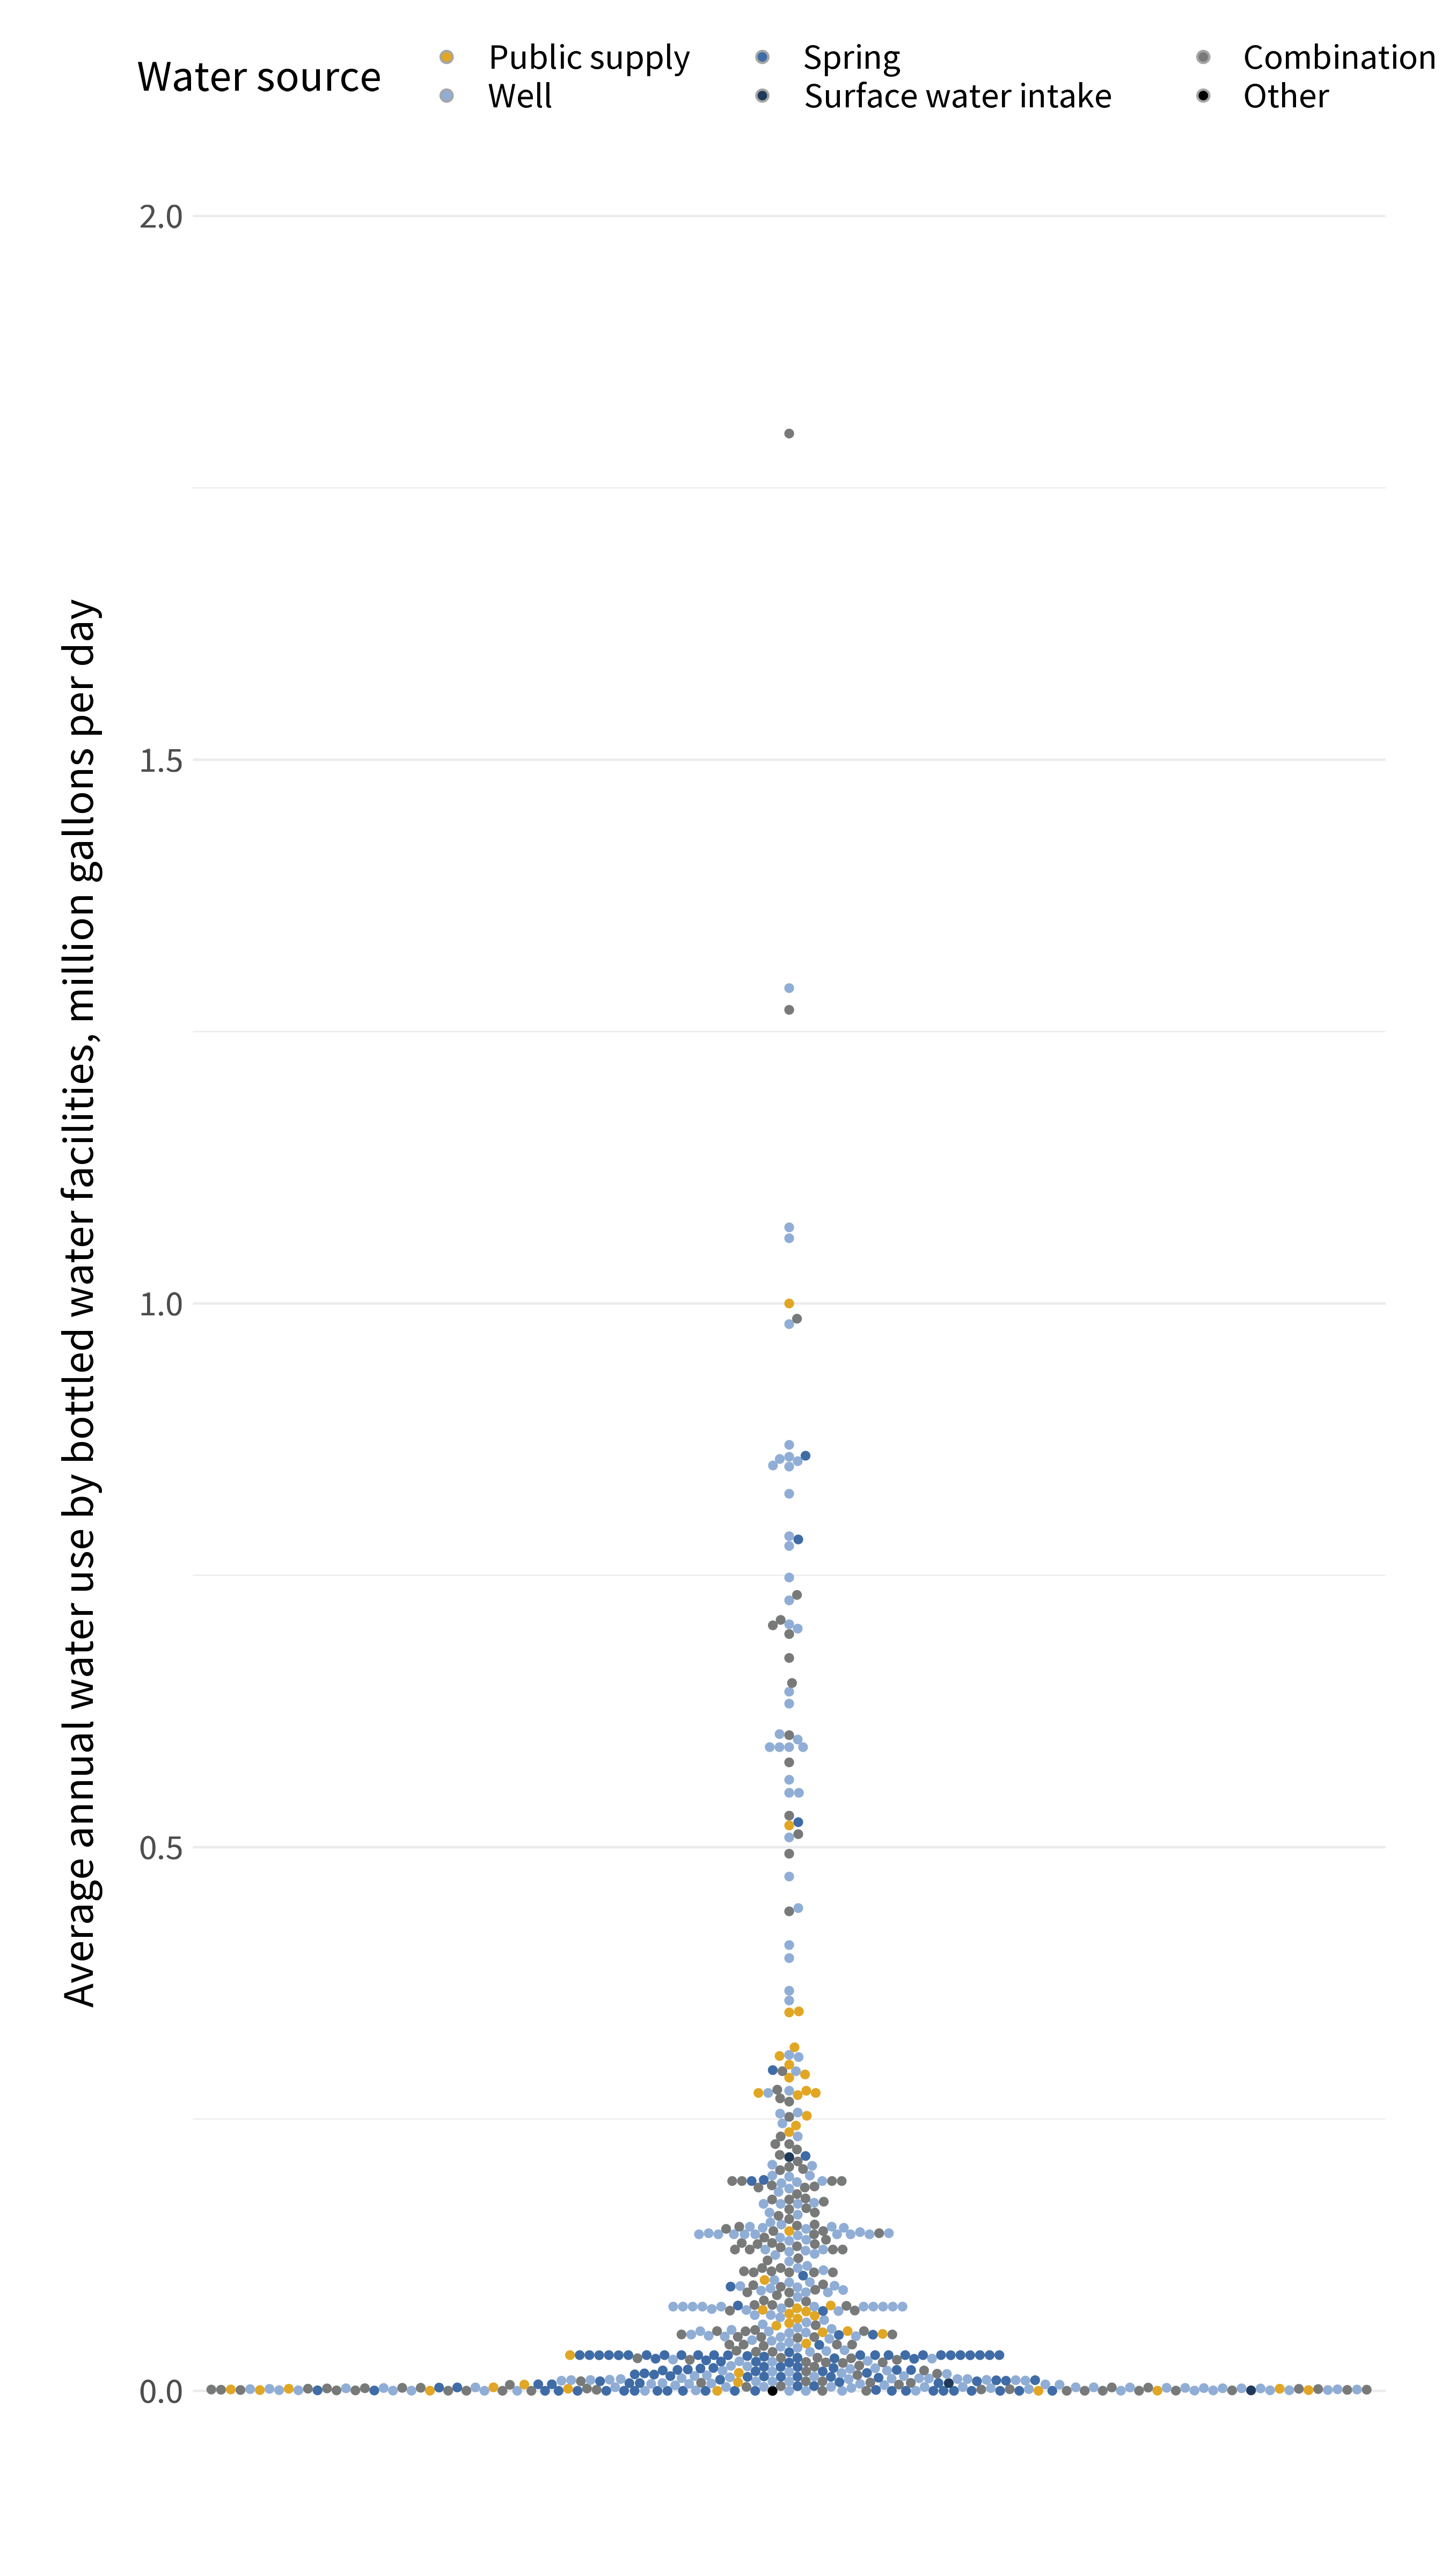 Water source
Public supply
Well
Spring
Surface water intake
Combination
Other
2.0
1.5
1.0
0.5
0.0
Average annual water use by bottled water facilities, million gallons per day